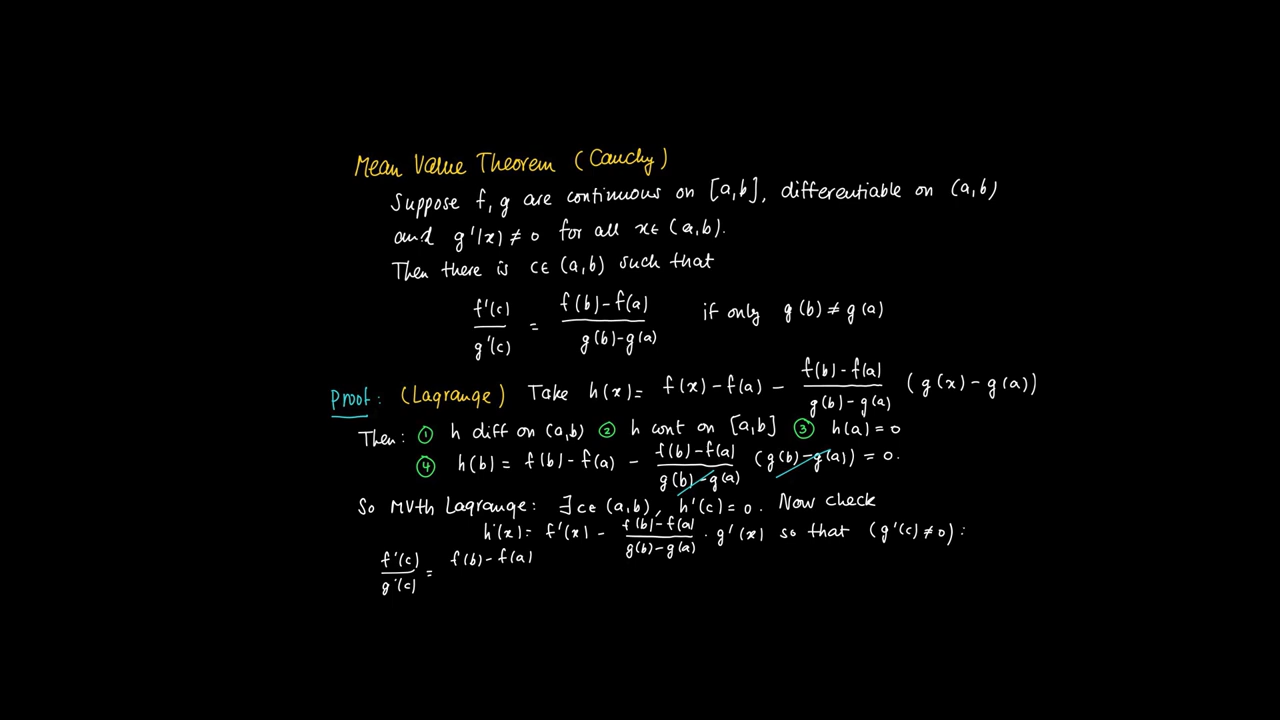 Mean Value Theorem (Cauchy)
Suppose f, g are continuous on [a,b], differentiable on (a,b)
and g'(x) ≠ 0 for all x∈ (a,b).
Then there is c∈ (a,b) such that
f'(c)/g'(c) = (f(b)-f(a))/(g(b)-g(a)) if only g(b) ≠ g(a)
Proof: (Lagrange) Take h(x) = f(x)-f(a) - (f(b)-f(a))/(g(b)-g(a)) (g(x)-g(a))
Then: ① h diff on (a,b) ② h cont on [a,b] ③ h(a)=0
④ h(b) = f(b)-f(a) - (f(b)-f(a))/(g(b)-g(a)) (g(b)-g(a)) = 0.
So MVth Lagrange: ∃ c∈ (a,b), h'(c)=0. Now check
h'(x) = f'(x) - (f(b)-f(a))/(g(b)-g(a)) · g'(x) so that (g'(c)≠0):
f'(c)/g'(c) = f(b)-f(a)